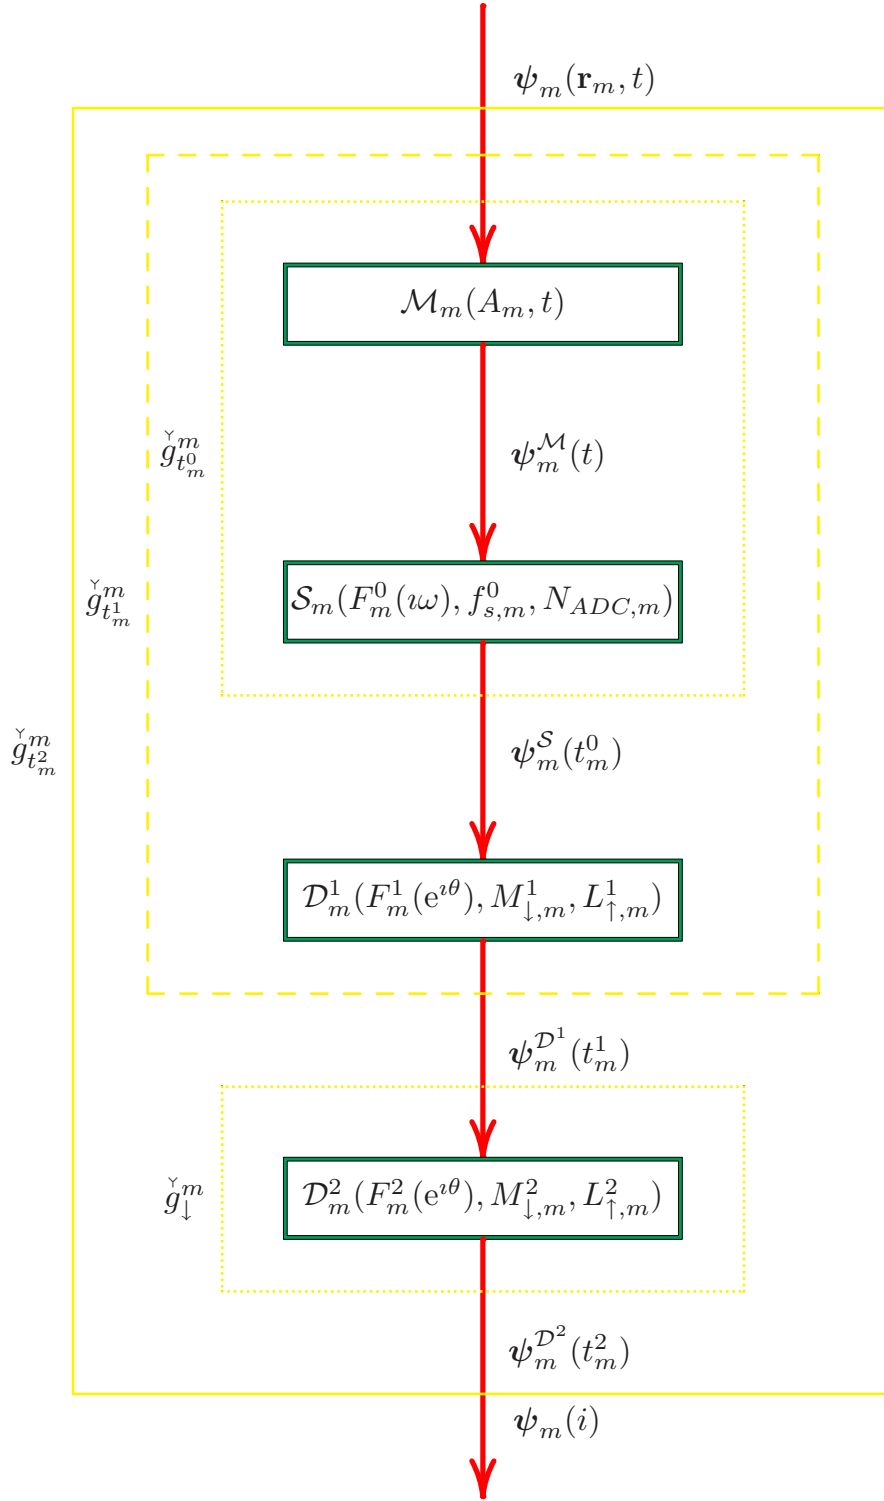 𝝍_m(𝐫_m, t)
ℳ_m(A_m, t)
ǧ^m_{t^0_m}
𝝍^ℳ_m(t)
𝒮_m(F^0_m(ıω), f^0_{s,m}, N_{ADC,m})
ǧ^m_{t^1_m}
ǧ^m_{t^2_m}
𝝍^𝒮_m(t^0_m)
𝒟^1_m(F^1_m(e^{ıθ}), M^1_{↓,m}, L^1_{↑,m})
𝝍^{𝒟^1}_m(t^1_m)
ǧ^m_↓
𝒟^2_m(F^2_m(e^{ıθ}), M^2_{↓,m}, L^2_{↑,m})
𝝍^{𝒟^2}_m(t^2_m)
𝝍_m(i)